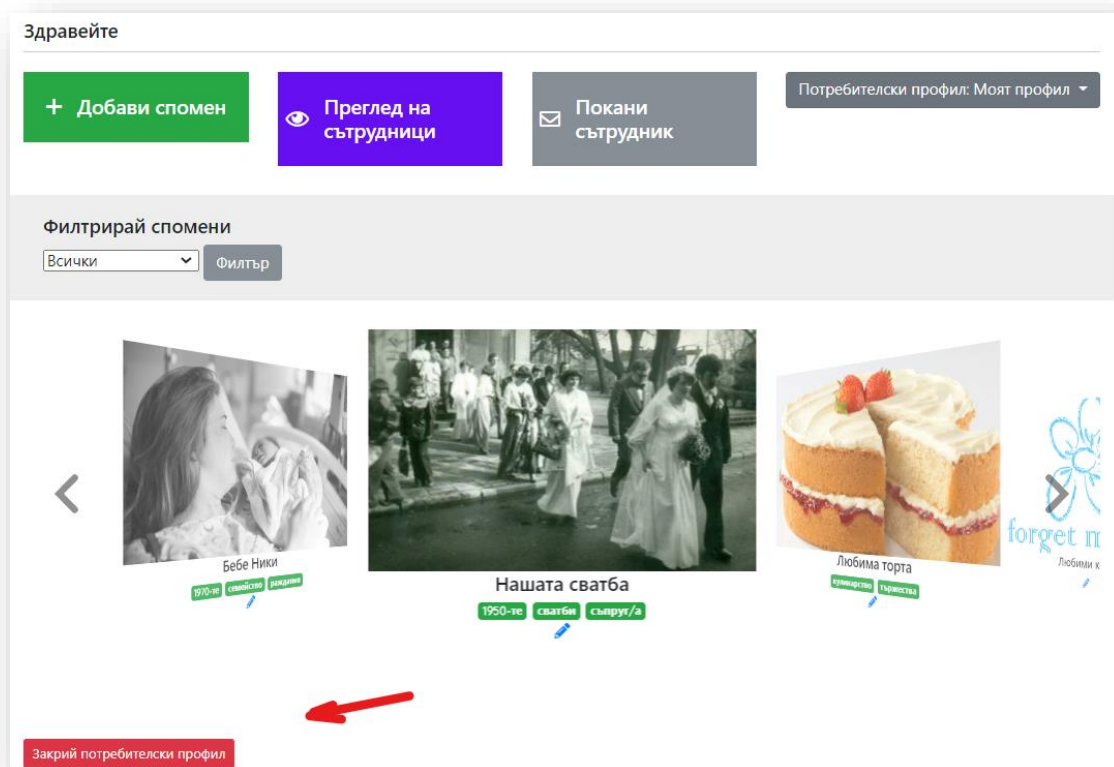 Здравейте
Добави спомен
Преглед на
сътрудници
Покани
сътрудник
Потребителски профил: Моят профил
Филтрирай спомени
Всички
Филтър
Бебе Ники
1970-те семейство раждания
Нашата сватба
1950-те сватби съпруг/а
Любима торта
кулинарство тържества
forget m
Любими к
Закрий потребителски профил